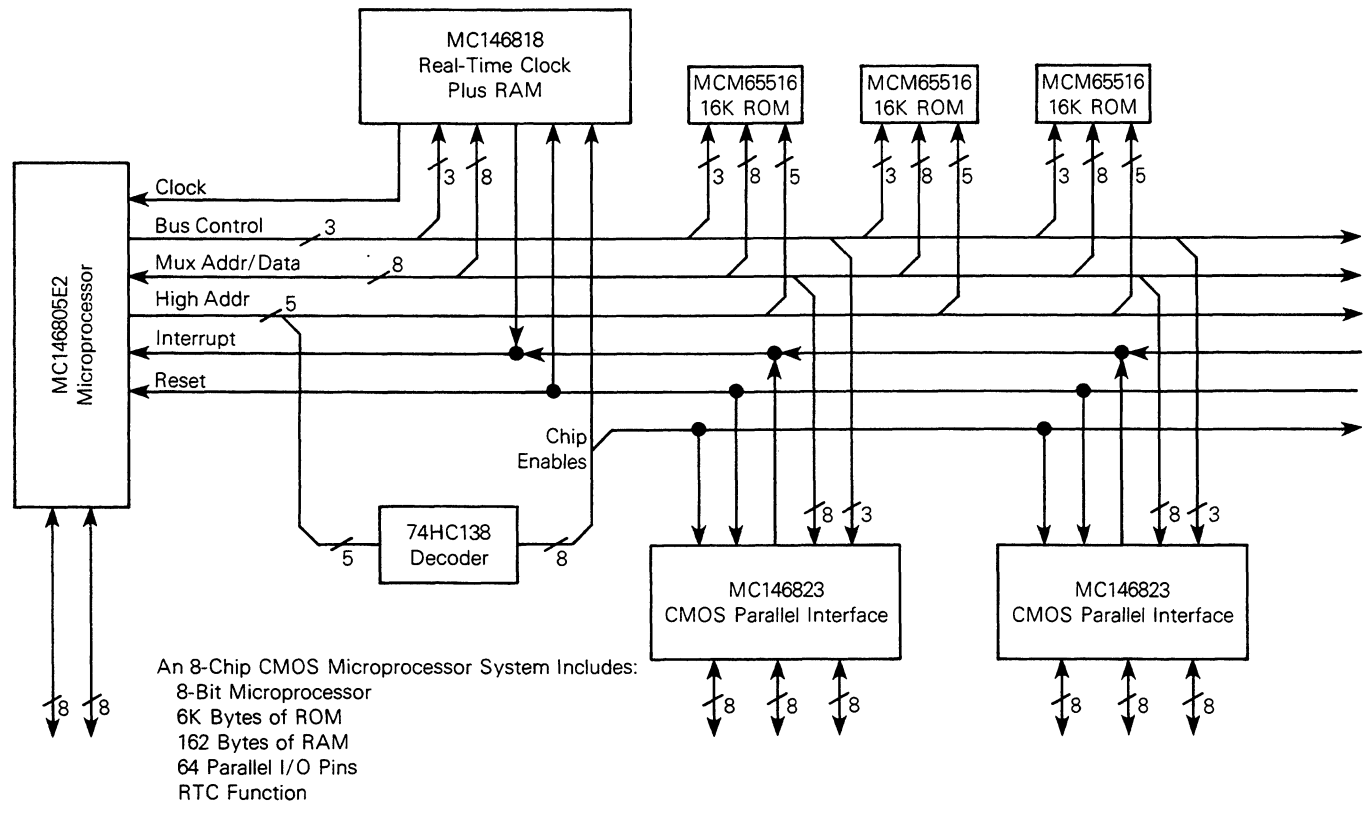 MC146818
Real-Time Clock
Plus RAM
MCM65516
16K ROM
MCM65516
16K ROM
MCM65516
16K ROM
3
8
3
8
5
3
8
5
3
8
5
MC146805E2
Microprocessor
Clock
Bus Control
3
Mux Addr/Data
8
High Addr
5
Interrupt
Reset
Chip
Enables
74HC138
Decoder
5
8
8
3
8
3
MC146823
CMOS Parallel Interface
MC146823
CMOS Parallel Interface
8
8
8
8
8
8
8
8
An 8-Chip CMOS Microprocessor System Includes:
8-Bit Microprocessor
6K Bytes of ROM
162 Bytes of RAM
64 Parallel I/O Pins
RTC Function